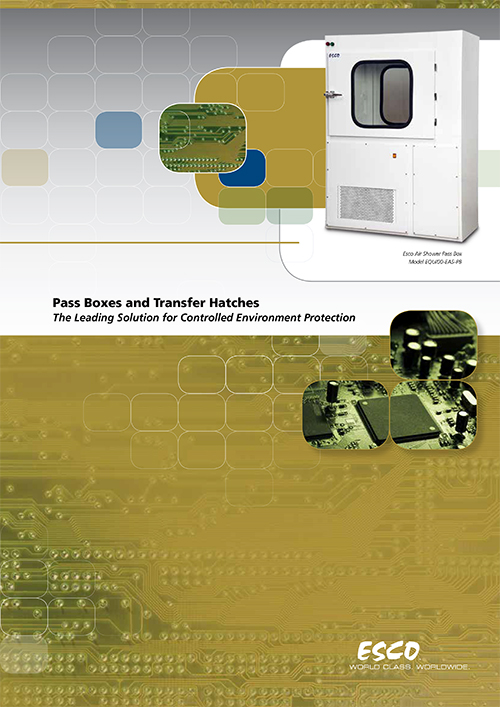 ESCO
Esco Air Shower Pass Box
Model EQU/00-EAS-PB
Pass Boxes and Transfer Hatches
The Leading Solution for Controlled Environment Protection
ESCO
WORLD CLASS. WORLDWIDE.